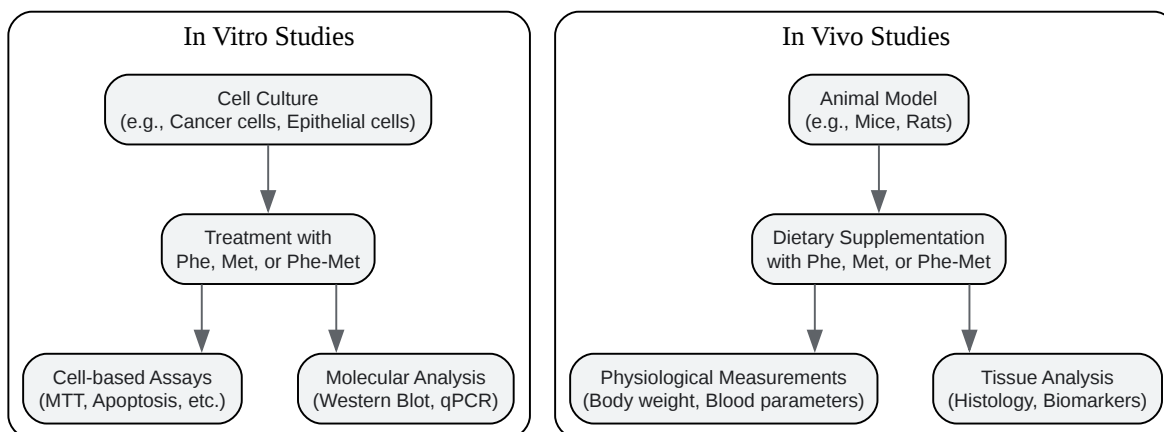 In Vitro Studies
Cell Culture
(e.g., Cancer cells, Epithelial cells)
Treatment with
Phe, Met, or Phe-Met
Cell-based Assays
(MTT, Apoptosis, etc.)
Molecular Analysis
(Western Blot, qPCR)
In Vivo Studies
Animal Model
(e.g., Mice, Rats)
Dietary Supplementation
with Phe, Met, or Phe-Met
Physiological Measurements
(Body weight, Blood parameters)
Tissue Analysis
(Histology, Biomarkers)